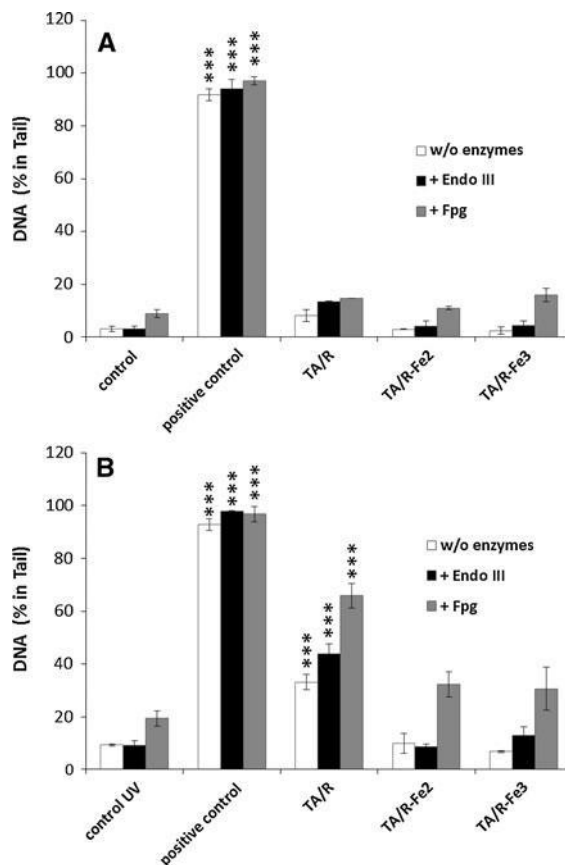 A
120
100
80
60
40
20
0
DNA (% in Tail)
*** *** ***
w/o enzymes
+ Endo III
+ Fpg
control
positive control
TA/R
TA/R-Fe2
TA/R-Fe3
B
120
100
80
60
40
20
0
DNA (% in Tail)
*** *** ***
*** *** ***
w/o enzymes
+ Endo III
+ Fpg
control UV
positive control
TA/R
TA/R-Fe2
TA/R-Fe3